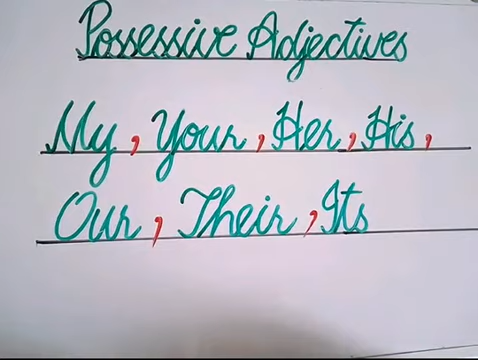 Possessive Adjectives
My, Your, Her, His,
Our, Their, Its